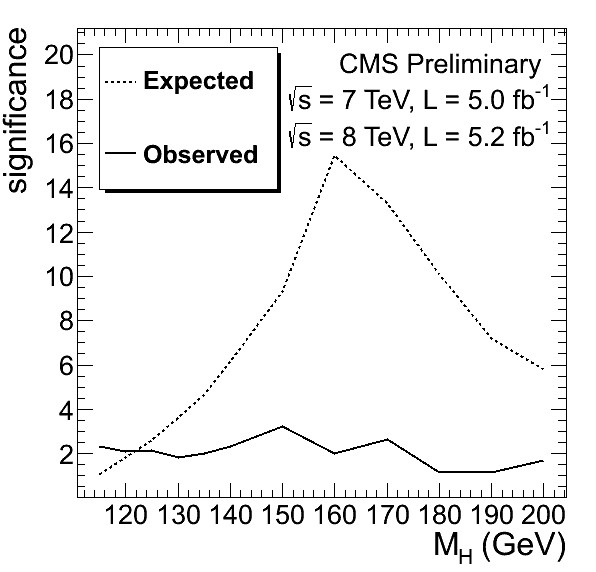 significance
20
18
16
14
12
10
8
6
4
2
Expected
Observed
CMS Preliminary
√s = 7 TeV, L = 5.0 fb⁻¹
√s = 8 TeV, L = 5.2 fb⁻¹
120 130 140 150 160 170 180 190 200
M_H (GeV)